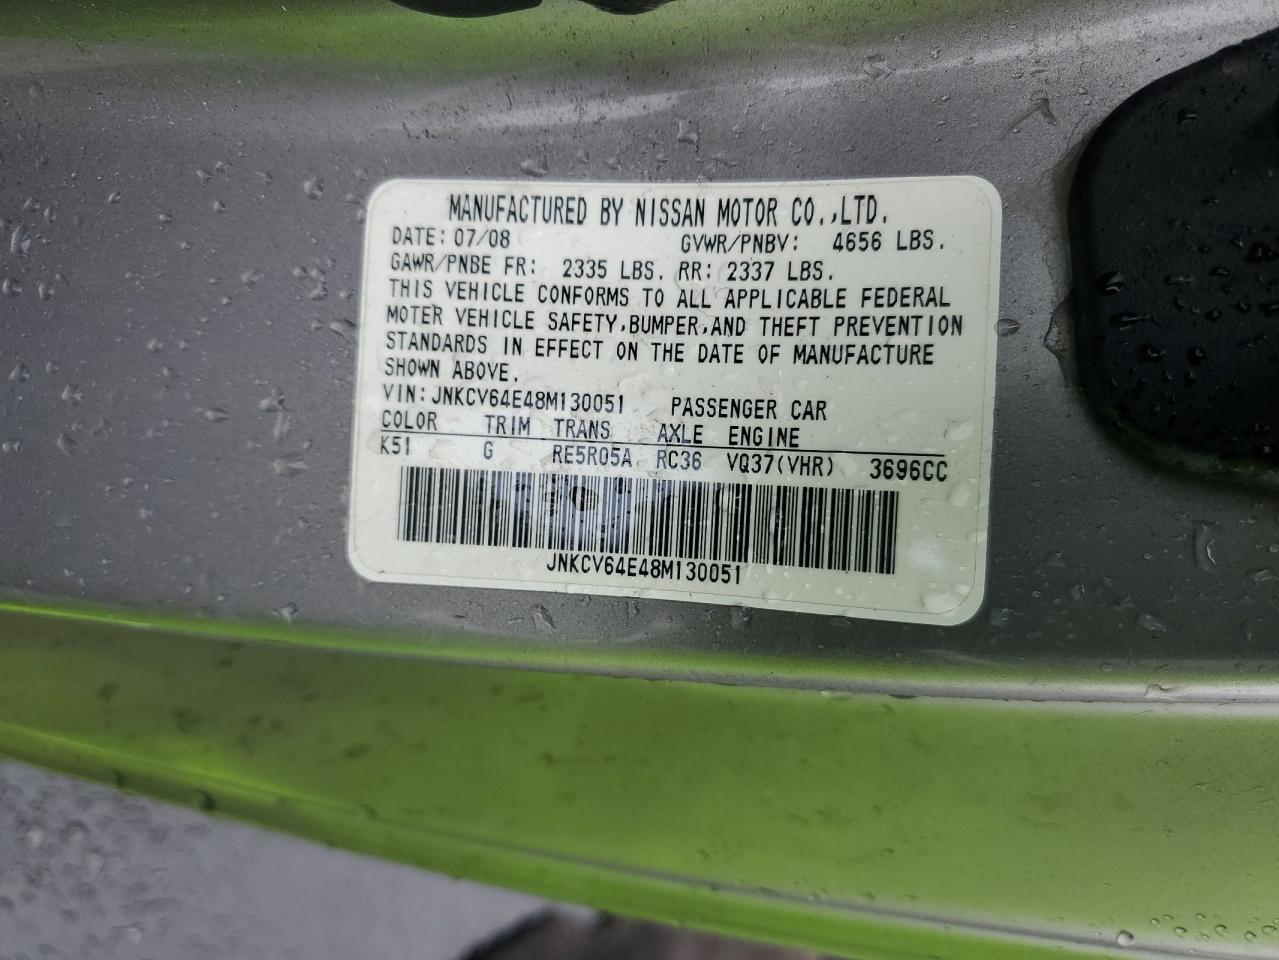 MANUFACTURED BY NISSAN MOTOR CO.,LTD.
DATE: 07/08 GVWR/PNBV: 4656 LBS.
GAWR/PNBE FR: 2335 LBS. RR: 2337 LBS.
THIS VEHICLE CONFORMS TO ALL APPLICABLE FEDERAL
MOTER VEHICLE SAFETY,BUMPER,AND THEFT PREVENTION
STANDARDS IN EFFECT ON THE DATE OF MANUFACTURE
SHOWN ABOVE.
VIN:JNKCV64E48M130051 PASSENGER CAR
COLOR TRIM TRANS AXLE ENGINE
K51 G RE5R05A RC36 VQ37(VHR) 3696CC
JNKCV64E48M130051